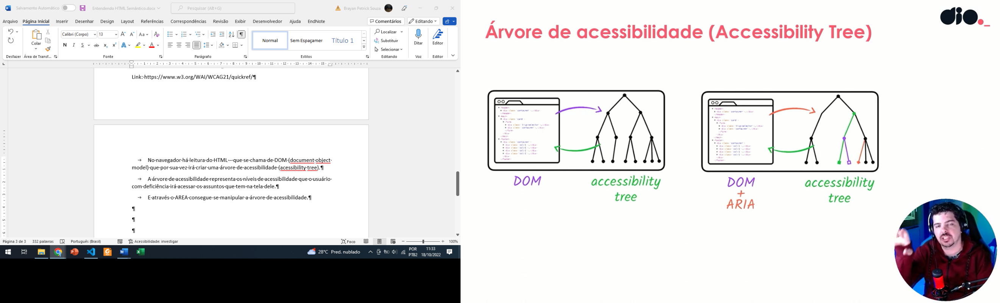 Salvamento Automático
Entendendo HTML Semântico.docx
Pesquisar (Alt+G)
Brayan Petrick Souza
Arquivo Página Inicial Inserir Desenhar Design Layout Referências Correspondências Revisão Exibir Desenvolvedor Ajuda EndNote
Comentários
Editando
Colar
Calibri (Corpo) 13
Normal
Sem Espaçamer
Título 1
Localizar
Substituir
Selecionar
Ditar
Editor
Desfazer Área de Transf... Fonte Parágrafo Estilos Editando Voz Editor
Link: https://www.w3.org/WAI/WCAG21/quickref/
→ No navegador há leitura do HTML – que se chama de DOM (document object
model) que por sua vez irá criar uma árvore de acessibilidade (acessibility tree).
→ A árvore de acessibilidade representa os níveis de acessibilidade que o usuário
com deficiência irá acessar os assuntos que tem na tela dele.
→ E através o AREA consegue-se manipular a árvore de acessibilidade.
Página 3 de 3 332 palavras Português (Brasil) Acessibilidade: investigar Foco 100%
28°C Pred. nublado
POR
PTB2
11:33
18/10/2022
dio._
Árvore de acessibilidade (Accessibility Tree)
DOM
accessibility
tree
DOM
+
ARIA
accessibility
tree